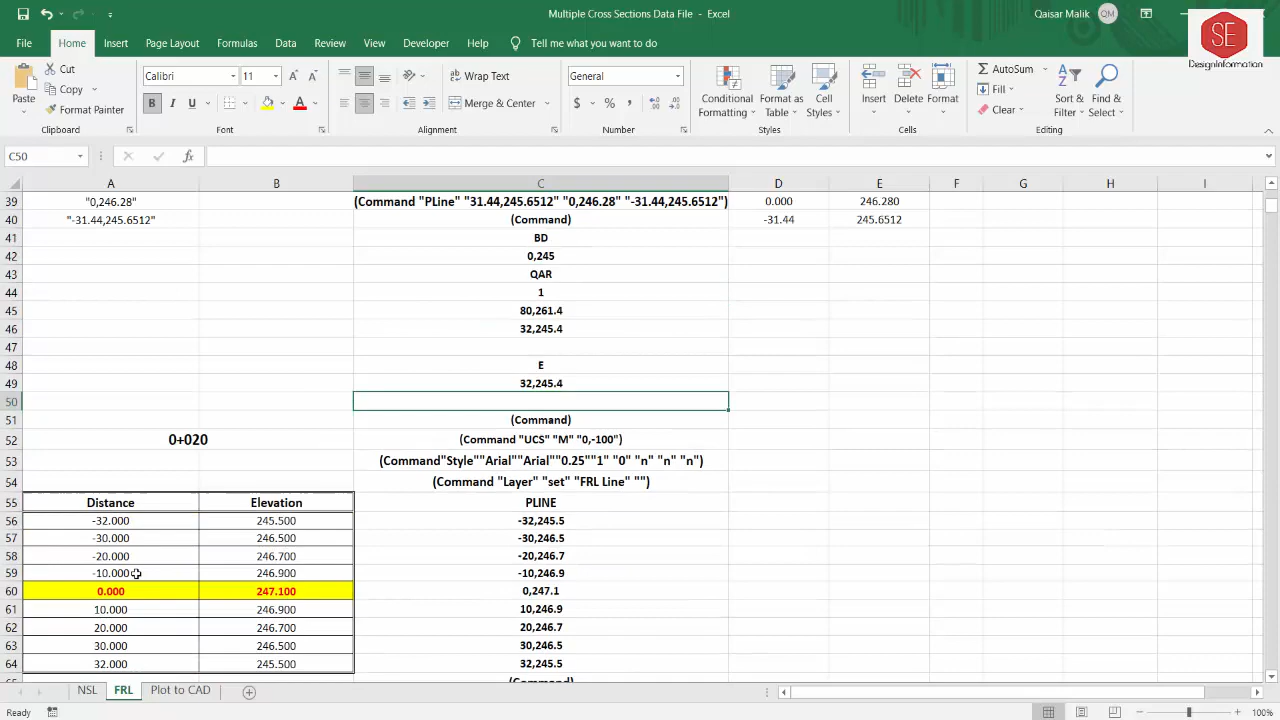 Multiple Cross Sections Data File - Excel
Qaisar Malik
QM
SE
DesignInformation
File Home Insert Page Layout Formulas Data Review View Developer Help Tell me what you want to do
Paste
Cut
Copy
Format Painter
Clipboard
Calibri 11
B I U
Font
Wrap Text
Merge & Center
Alignment
General
$ % ,
Number
Conditional Formatting
Format as Table
Cell Styles
Styles
Insert
Delete
Format
Cells
AutoSum
Fill
Clear
Sort & Filter
Find & Select
Editing
C50 fx
A B C D E F G H I
39 "0,246.28" (Command "PLine" "31.44,245.6512" "0,246.28" "-31.44,245.6512") 0.000 246.280
40 "-31.44,245.6512" (Command) -31.44 245.6512
41 BD
42 0,245
43 QAR
44 1
45 80,261.4
46 32,245.4
47
48 E
49 32,245.4
50
51 (Command)
52 0+020 (Command "UCS" "M" "0,-100")
53 (Command"Style""Arial""Arial""0.25""1" "0" "n" "n" "n")
54 (Command "Layer" "set" "FRL Line" "")
55 Distance Elevation PLINE
56 -32.000 245.500 -32,245.5
57 -30.000 246.500 -30,246.5
58 -20.000 246.700 -20,246.7
59 -10.000 246.900 -10,246.9
60 0.000 247.100 0,247.1
61 10.000 246.900 10,246.9
62 20.000 246.700 20,246.7
63 30.000 246.500 30,246.5
64 32.000 245.500 32,245.5
65 (Command)
NSL FRL Plot to CAD
Ready 100%